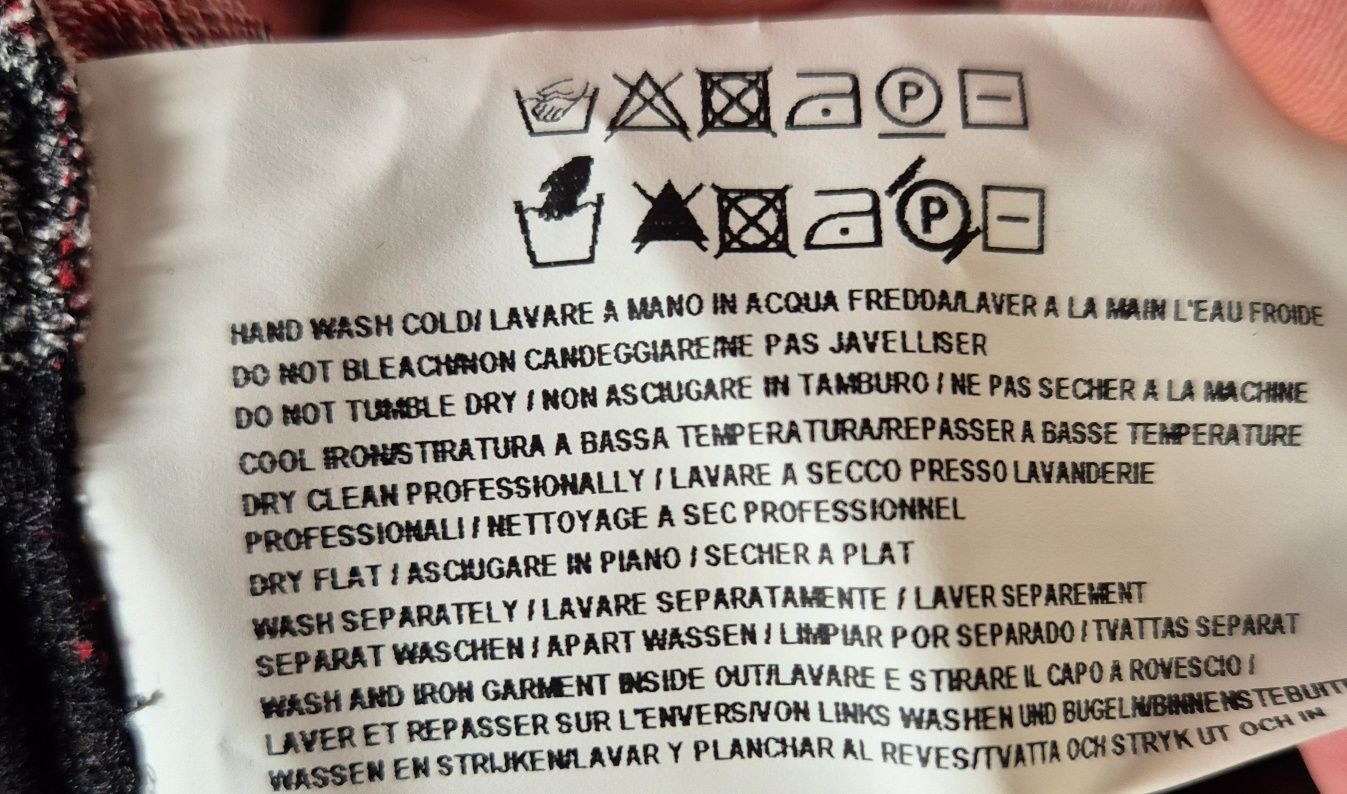 P
P
HAND WASH COLD/ LAVARE A MANO IN ACQUA FREDDA/LAVER A LA MAIN L'EAU FROIDE
DO NOT BLEACH/NON CANDEGGIARE/NE PAS JAVELLISER
DO NOT TUMBLE DRY / NON ASCIUGARE IN TAMBURO / NE PAS SECHER A LA MACHINE
COOL IRON/STIRATURA A BASSA TEMPERATURA/REPASSER A BASSE TEMPERATURE
DRY CLEAN PROFESSIONALLY / LAVARE A SECCO PRESSO LAVANDERIE
PROFESSIONALI / NETTOYAGE A SEC PROFESSIONNEL
DRY FLAT / ASCIUGARE IN PIANO / SECHER A PLAT
WASH SEPARATELY / LAVARE SEPARATAMENTE / LAVER SEPAREMENT
SEPARAT WASCHEN / APART WASSEN / LIMPIAR POR SEPARADO / TVATTAS SEPARAT
WASH AND IRON GARMENT INSIDE OUT/LAVARE E STIRARE IL CAPO A ROVESCIO /
LAVER ET REPASSER SUR L'ENVERS/VON LINKS WASHEN UND BUGELN/BINNENSTEBUITE
WASSEN EN STRIJKEN/LAVAR Y PLANCHAR AL REVES/TVATTA OCH STRYK UT OCH IN